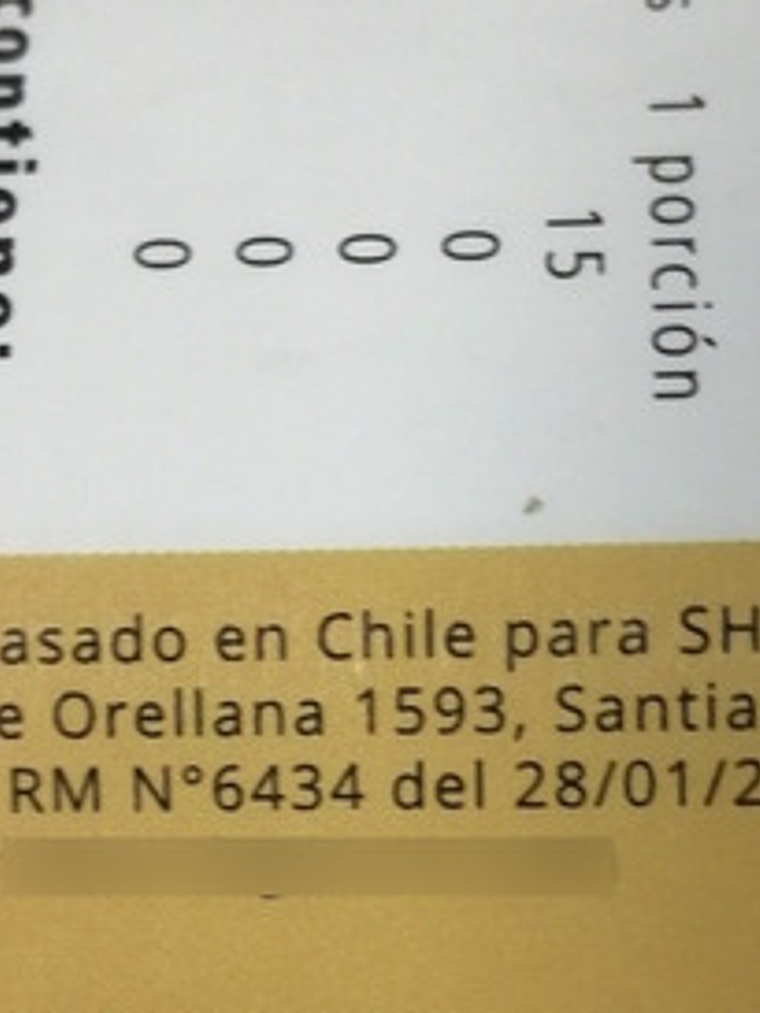 1 porción
15
0
0
0
0
asado en Chile para SH
e Orellana 1593, Santia
RM N°6434 del 28/01/2